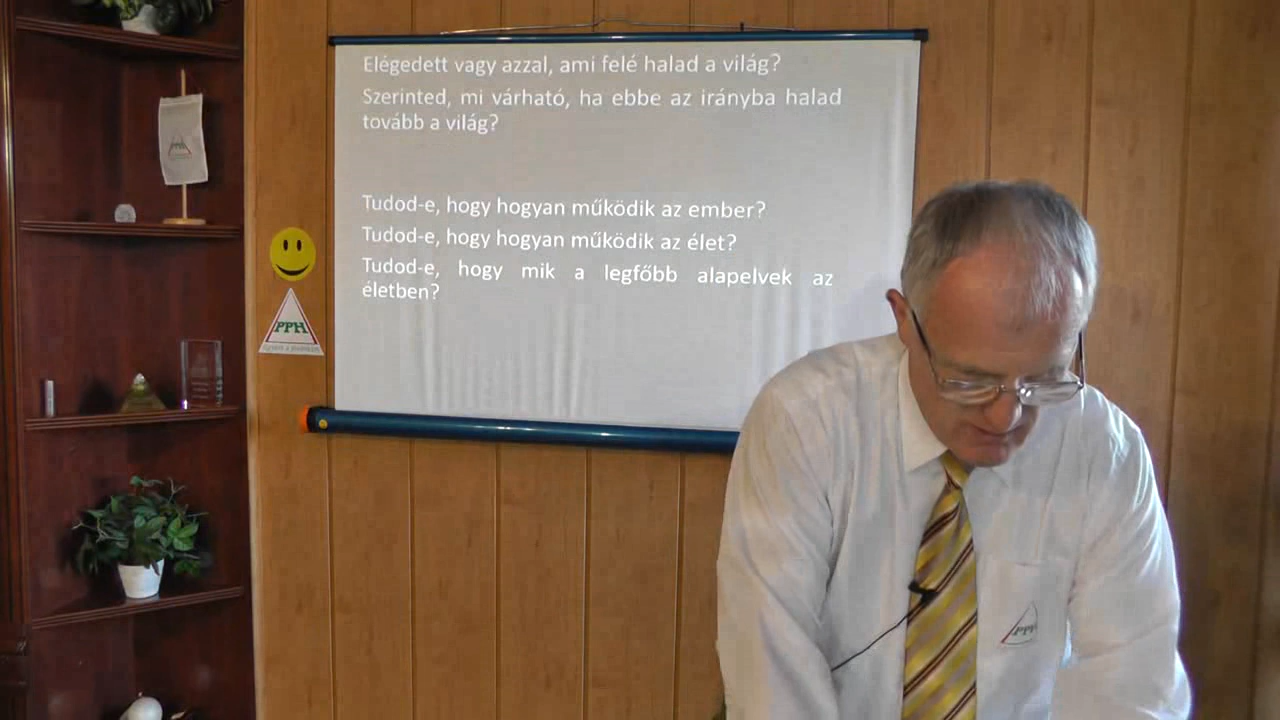 Elégedett vagy azzal, ami felé halad a világ?
Szerinted, mi várható, ha ebbe az irányba halad
tovább a világ?
Tudod-e, hogy hogyan működik az ember?
Tudod-e, hogy hogyan működik az élet?
Tudod-e, hogy mik a legfőbb alapelvek az
életben?
PPH
PPH